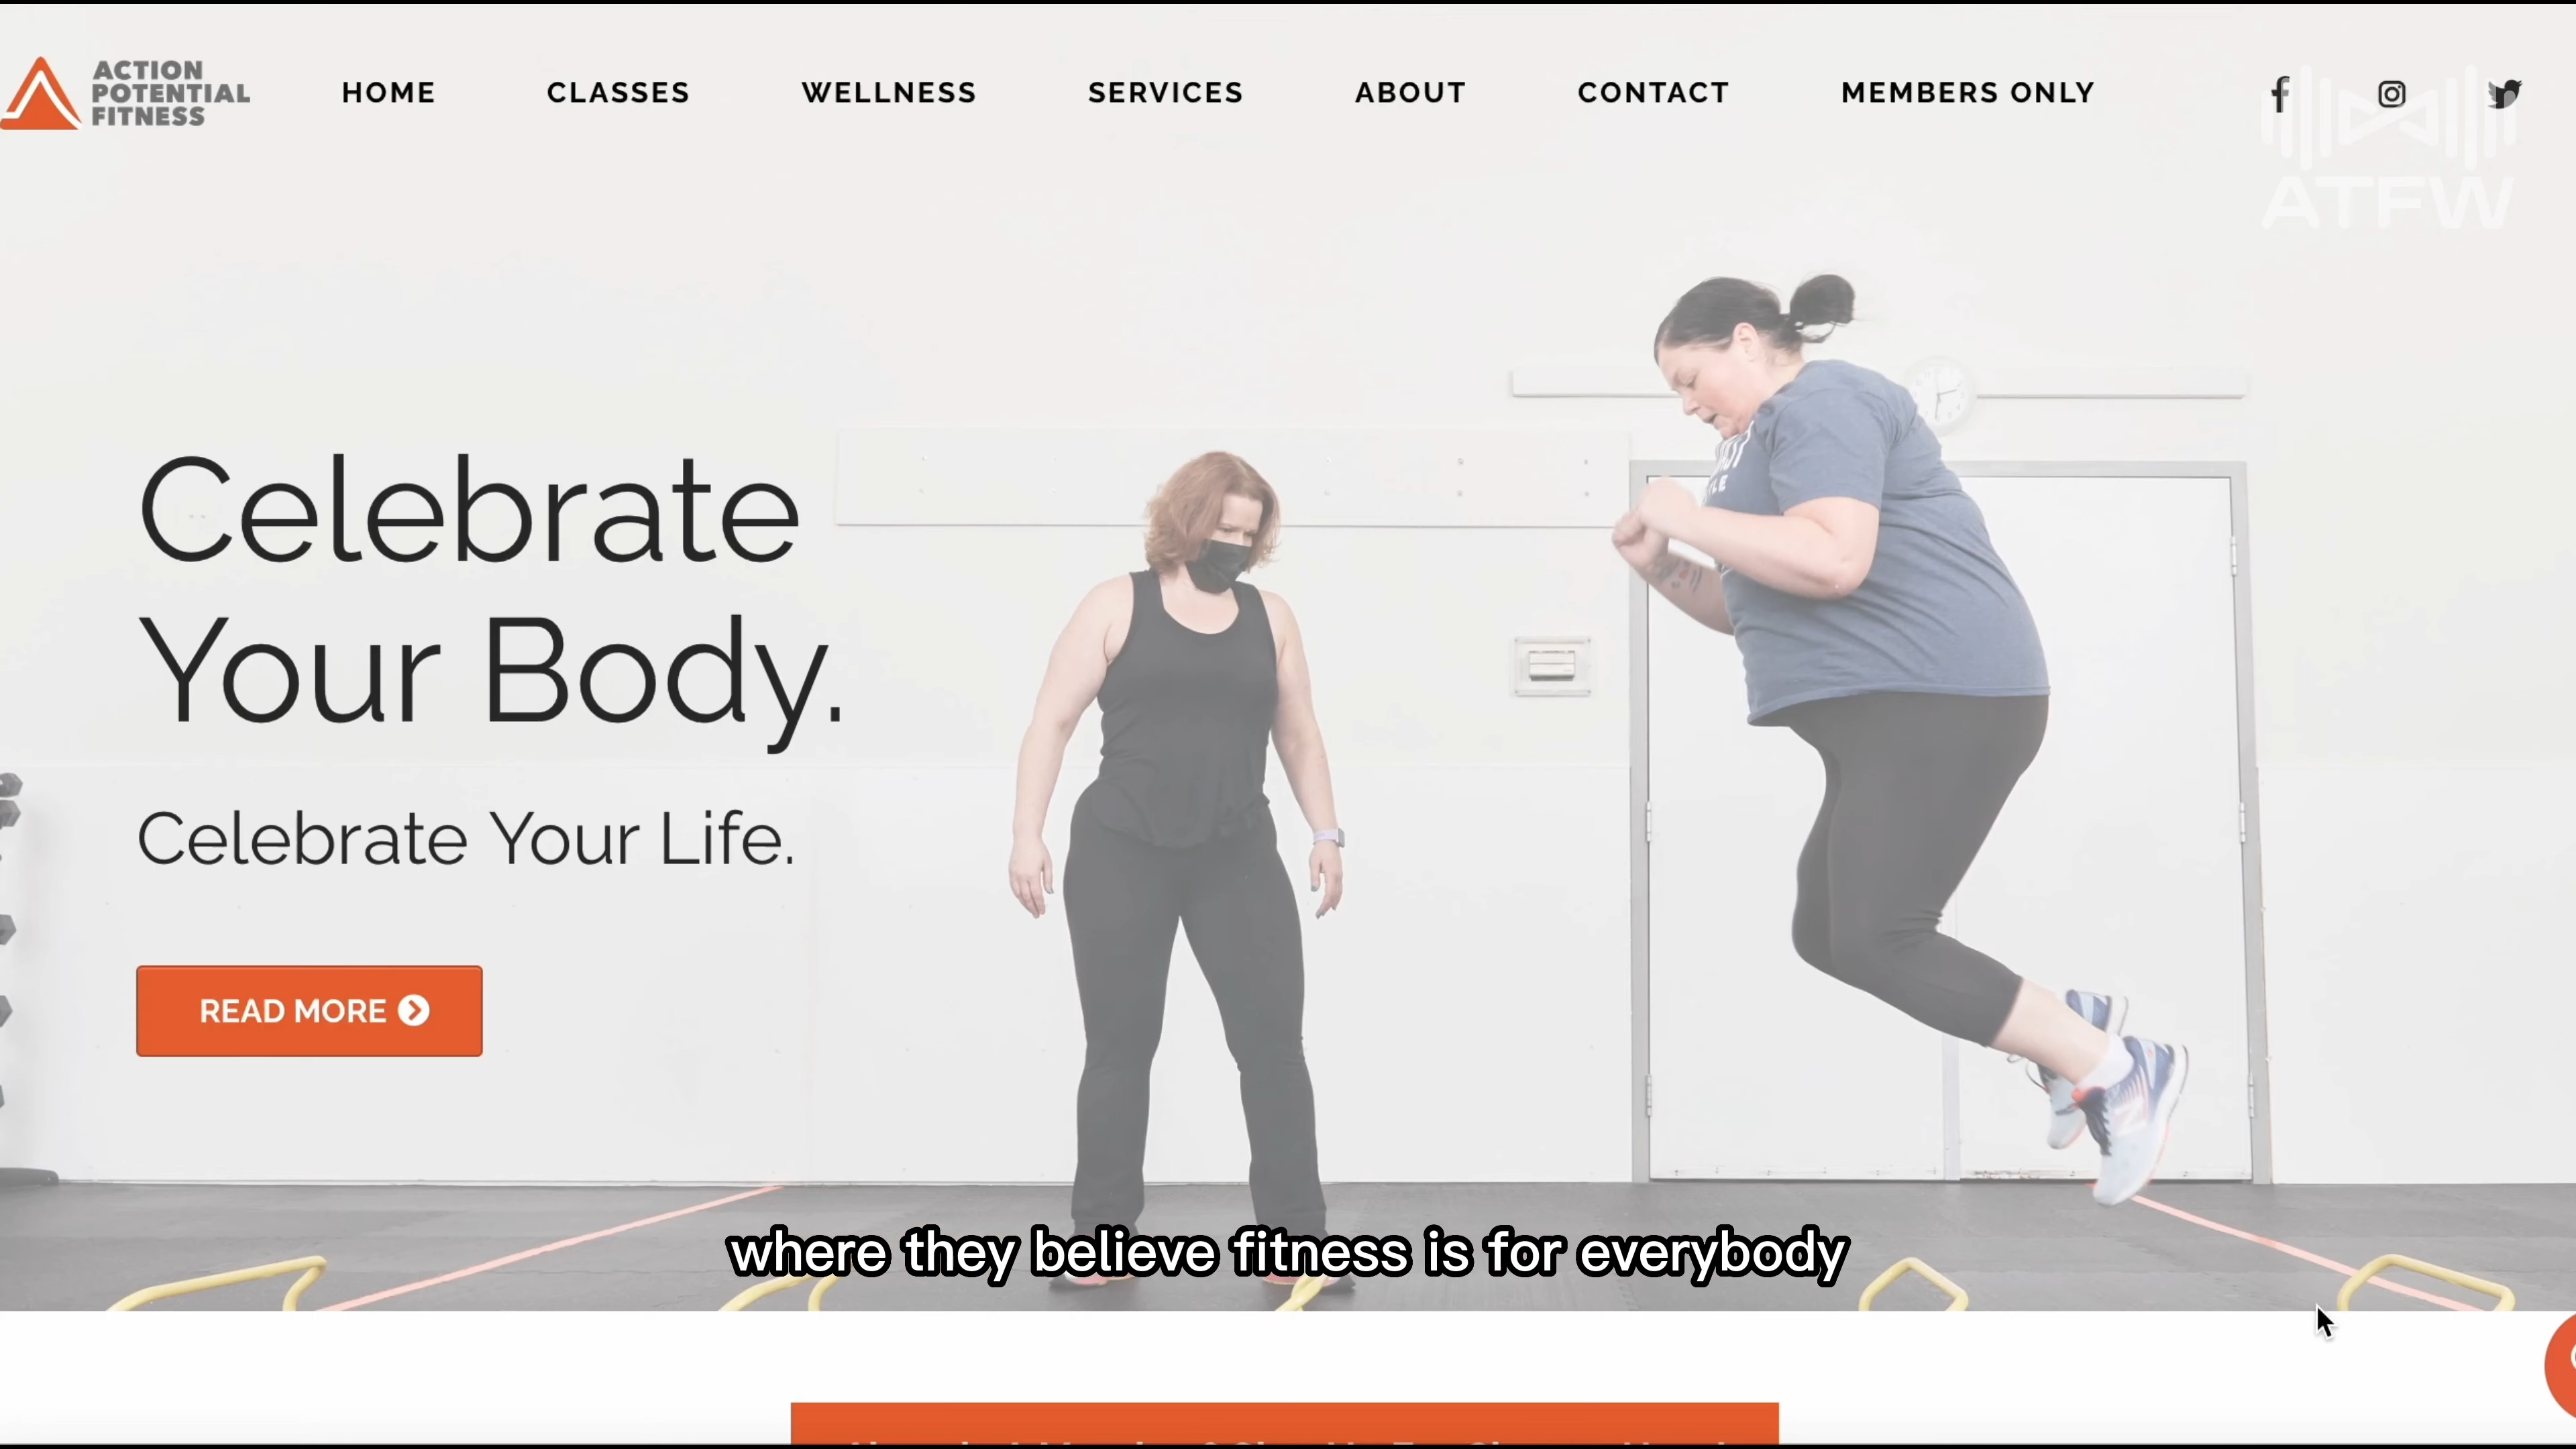 ACTION
POTENTIAL
FITNESS
HOME
CLASSES
WELLNESS
SERVICES
ABOUT
CONTACT
MEMBERS ONLY
ATFW
Celebrate
Your Body.
Celebrate Your Life.
READ MORE
where they believe fitness is for everybody